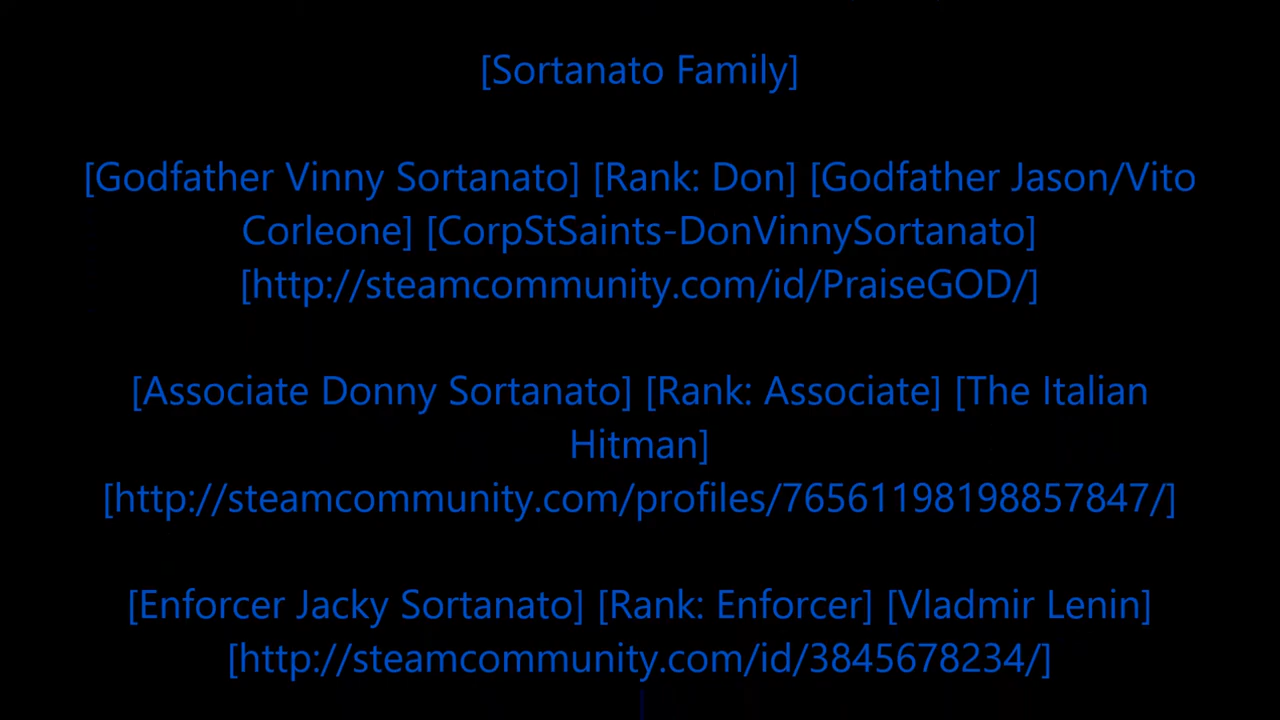 [Sortanato Family]
[Godfather Vinny Sortanato] [Rank: Don] [Godfather Jason/Vito
Corleone] [CorpStSaints-DonVinnySortanato]
[http://steamcommunity.com/id/PraiseGOD/]
[Associate Donny Sortanato] [Rank: Associate] [The Italian
Hitman]
[http://steamcommunity.com/profiles/76561198198857847/]
[Enforcer Jacky Sortanato] [Rank: Enforcer] [Vladmir Lenin]
[http://steamcommunity.com/id/3845678234/]